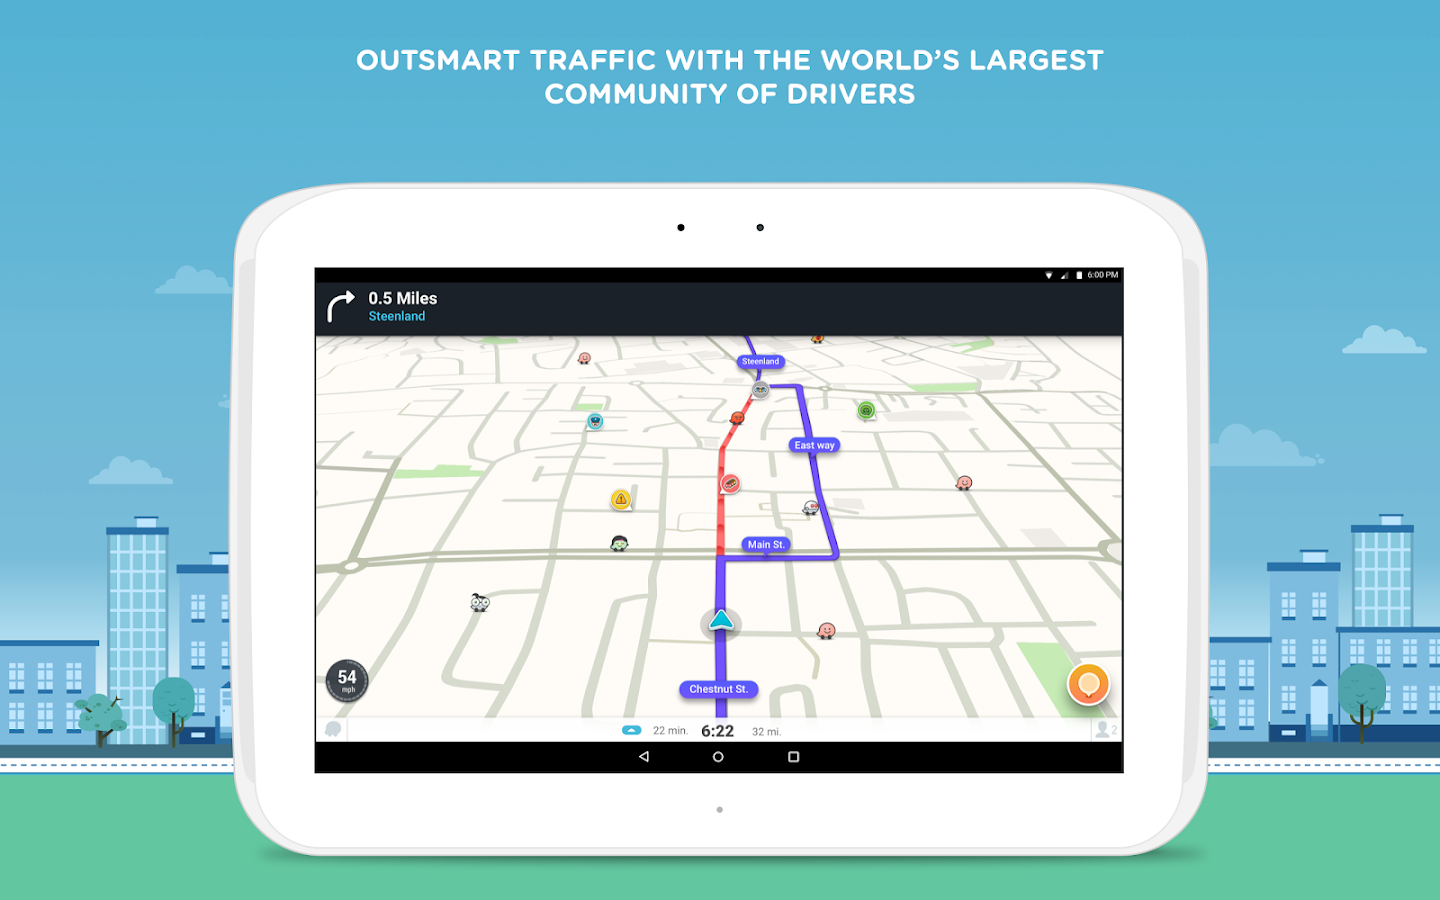 OUTSMART TRAFFIC WITH THE WORLD'S LARGEST
COMMUNITY OF DRIVERS
6:00 PM
0.5 Miles
Steenland
Steenland
East way
Main St.
Chestnut St.
54
mph
22 min. 6:22 32 mi.
2